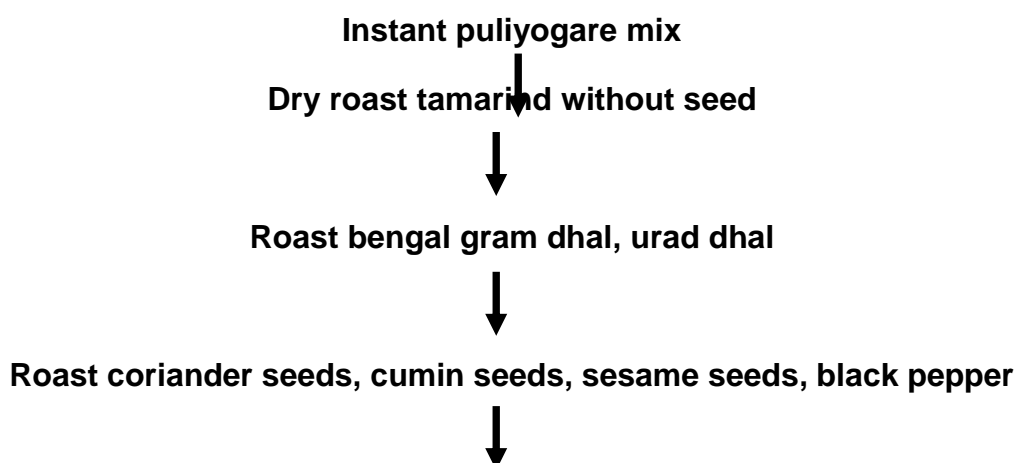 Instant puliyogare mix
Dry roast tamarind without seed
Roast bengal gram dhal, urad dhal
Roast coriander seeds, cumin seeds, sesame seeds, black pepper